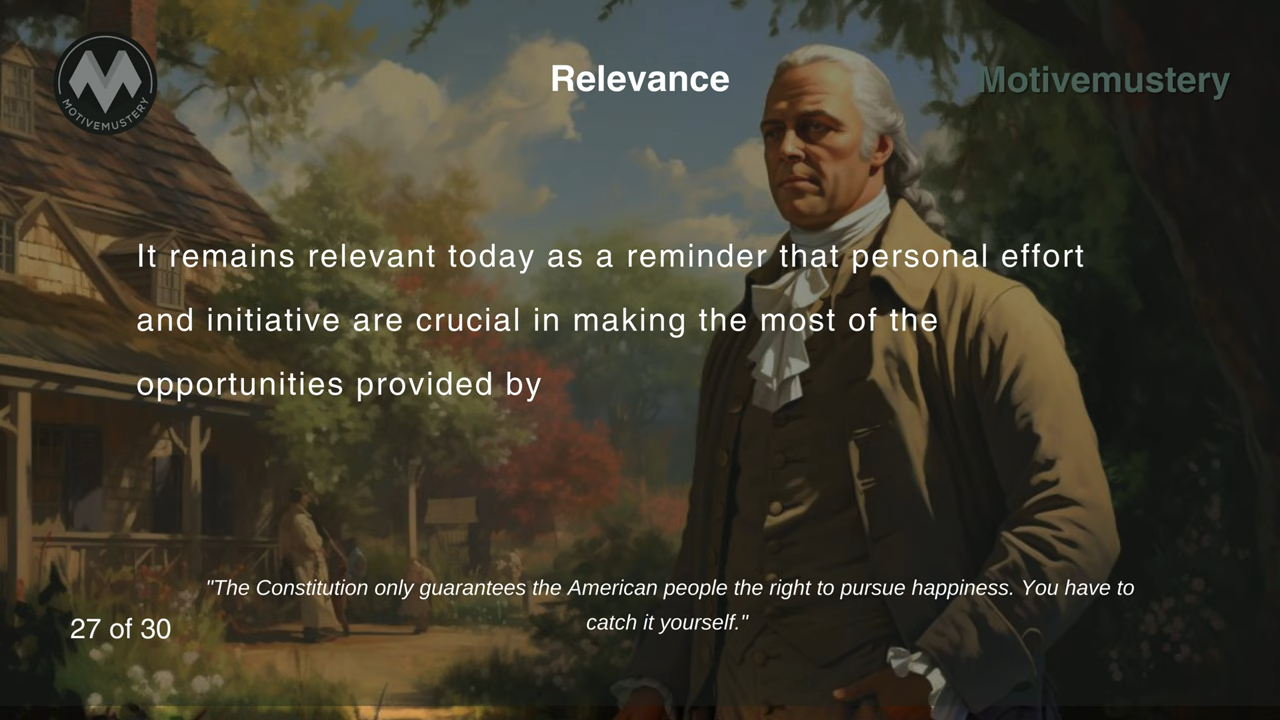 MOTIVEMUSTERY
Relevance
Motivemustery
It remains relevant today as a reminder that personal effort
and initiative are crucial in making the most of the
opportunities provided by
"The Constitution only guarantees the American people the right to pursue happiness. You have to
catch it yourself."
27 of 30